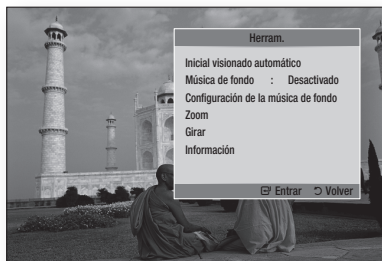 Herram.
Inicial visionado automático
Música de fondo : Desactivado
Configuración de la música de fondo
Zoom
Girar
Información
Entrar Volver